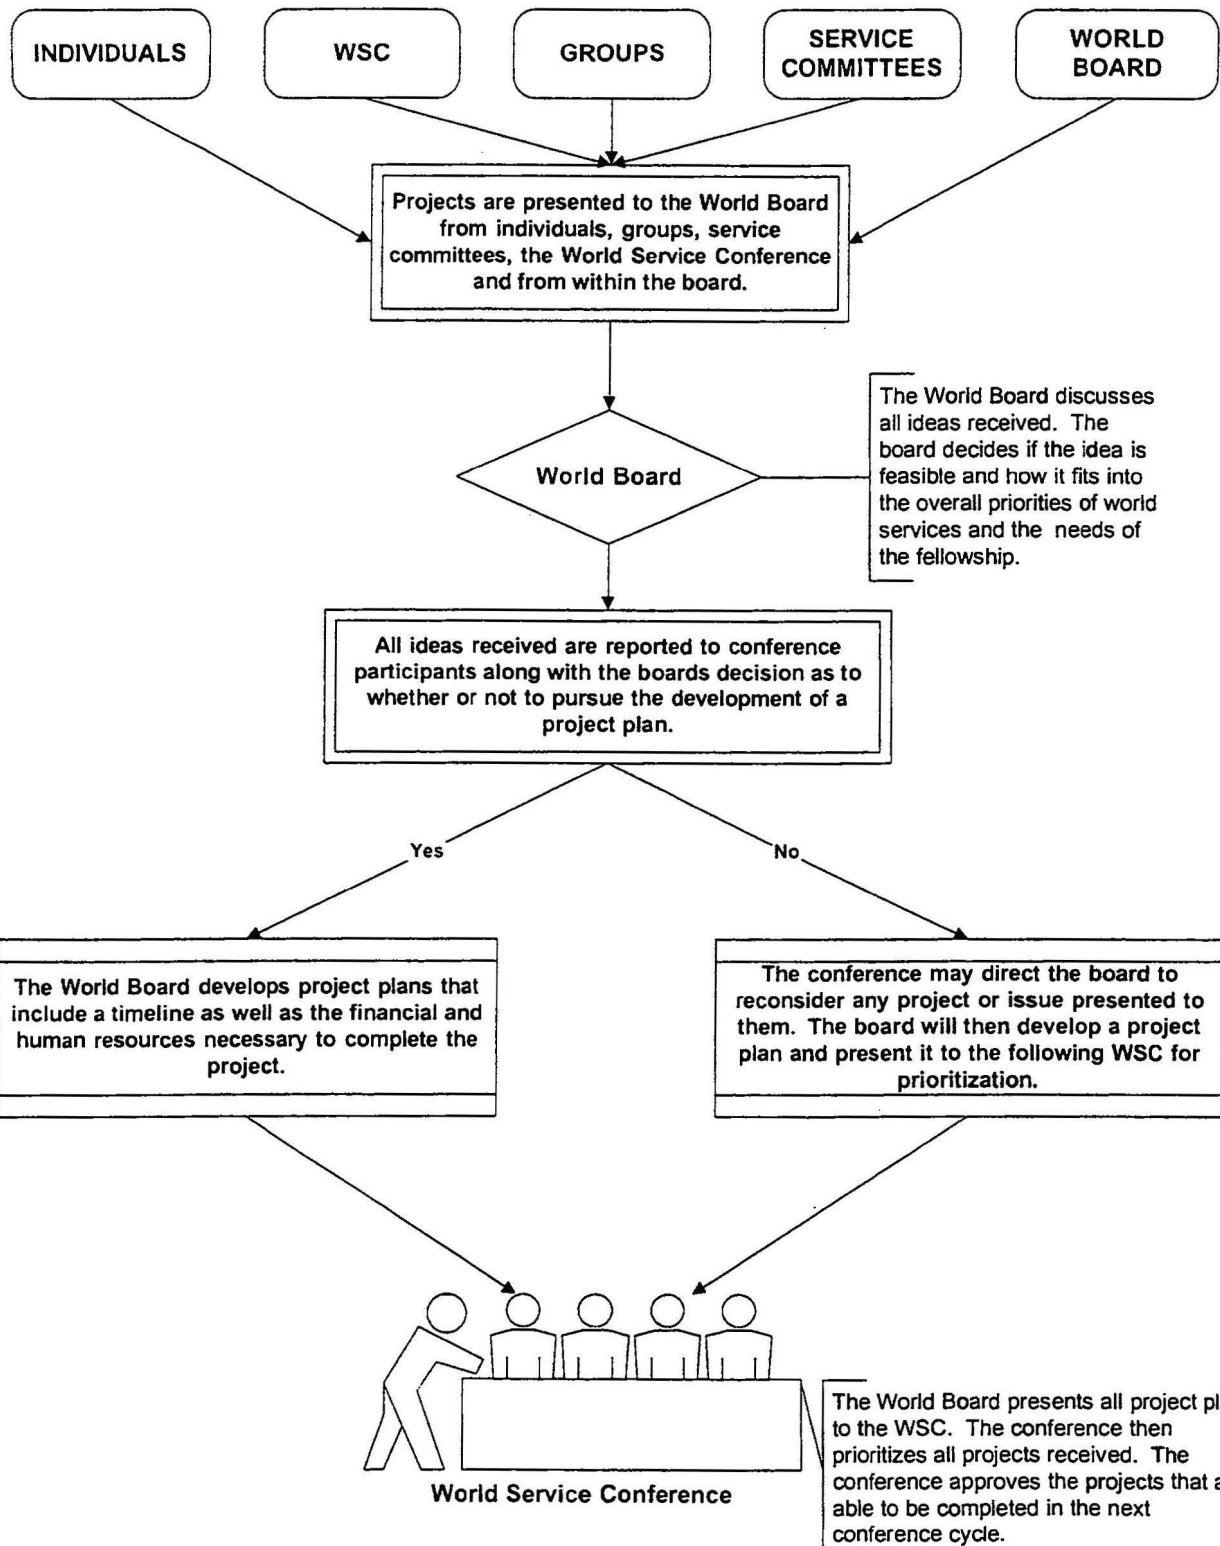 INDIVIDUALS
WSC
GROUPS
SERVICE
COMMITTEES
WORLD
BOARD
Projects are presented to the World Board
from individuals, groups, service
committees, the World Service Conference
and from within the board.
World Board
The World Board discusses
all ideas received. The
board decides if the idea is
feasible and how it fits into
the overall priorities of world
services and the needs of
the fellowship.
All ideas received are reported to conference
participants along with the boards decision as to
whether or not to pursue the development of a
project plan.
Yes
No
The World Board develops project plans that
include a timeline as well as the financial and
human resources necessary to complete the
project.
The conference may direct the board to
reconsider any project or issue presented to
them. The board will then develop a project
plan and present it to the following WSC for
prioritization.
World Service Conference
The World Board presents all project pl
to the WSC. The conference then
prioritizes all projects received. The
conference approves the projects that a
able to be completed in the next
conference cycle.